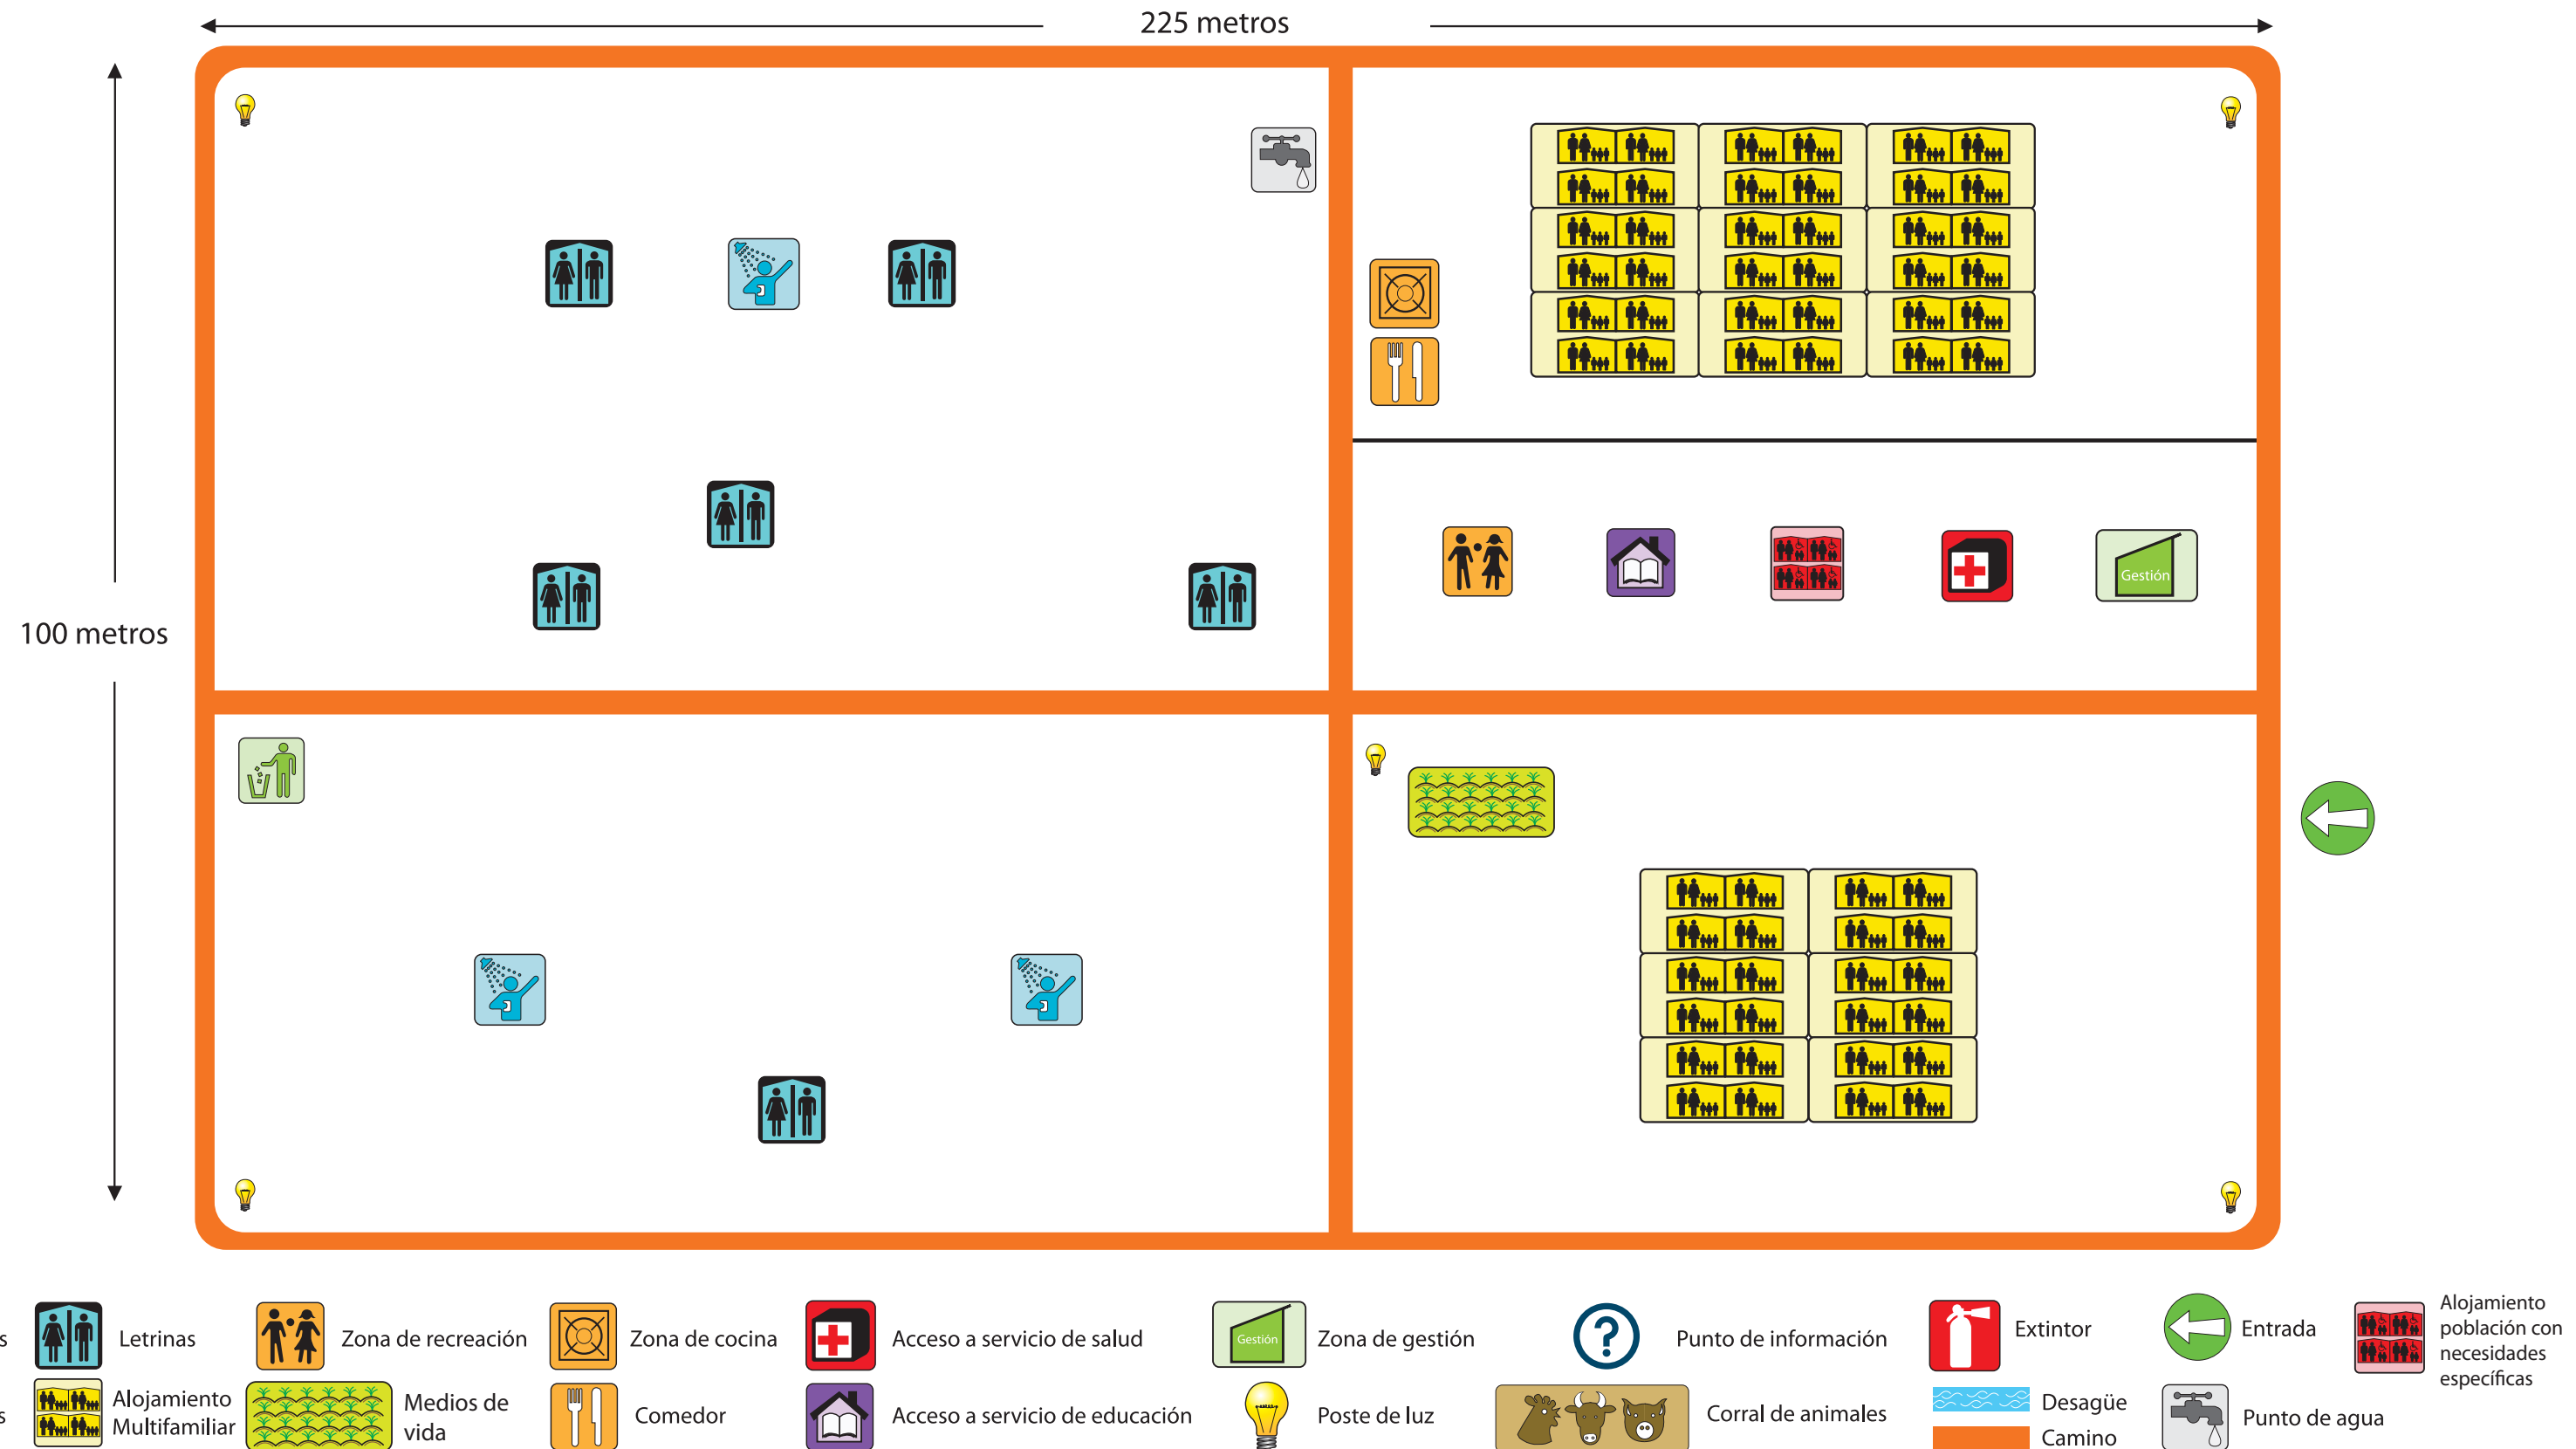 225 metros
100 metros
Gestión
s
Letrinas
Zona de recreación
Zona de cocina
Acceso a servicio de salud
Gestión
Zona de gestión
?
Punto de información
Extintor
Entrada
Alojamiento
población con
necesidades
específicas
s
Alojamiento
Multifamiliar
Medios de
vida
Comedor
Acceso a servicio de educación
Poste de luz
Corral de animales
Desagüe
Camino
Punto de agua